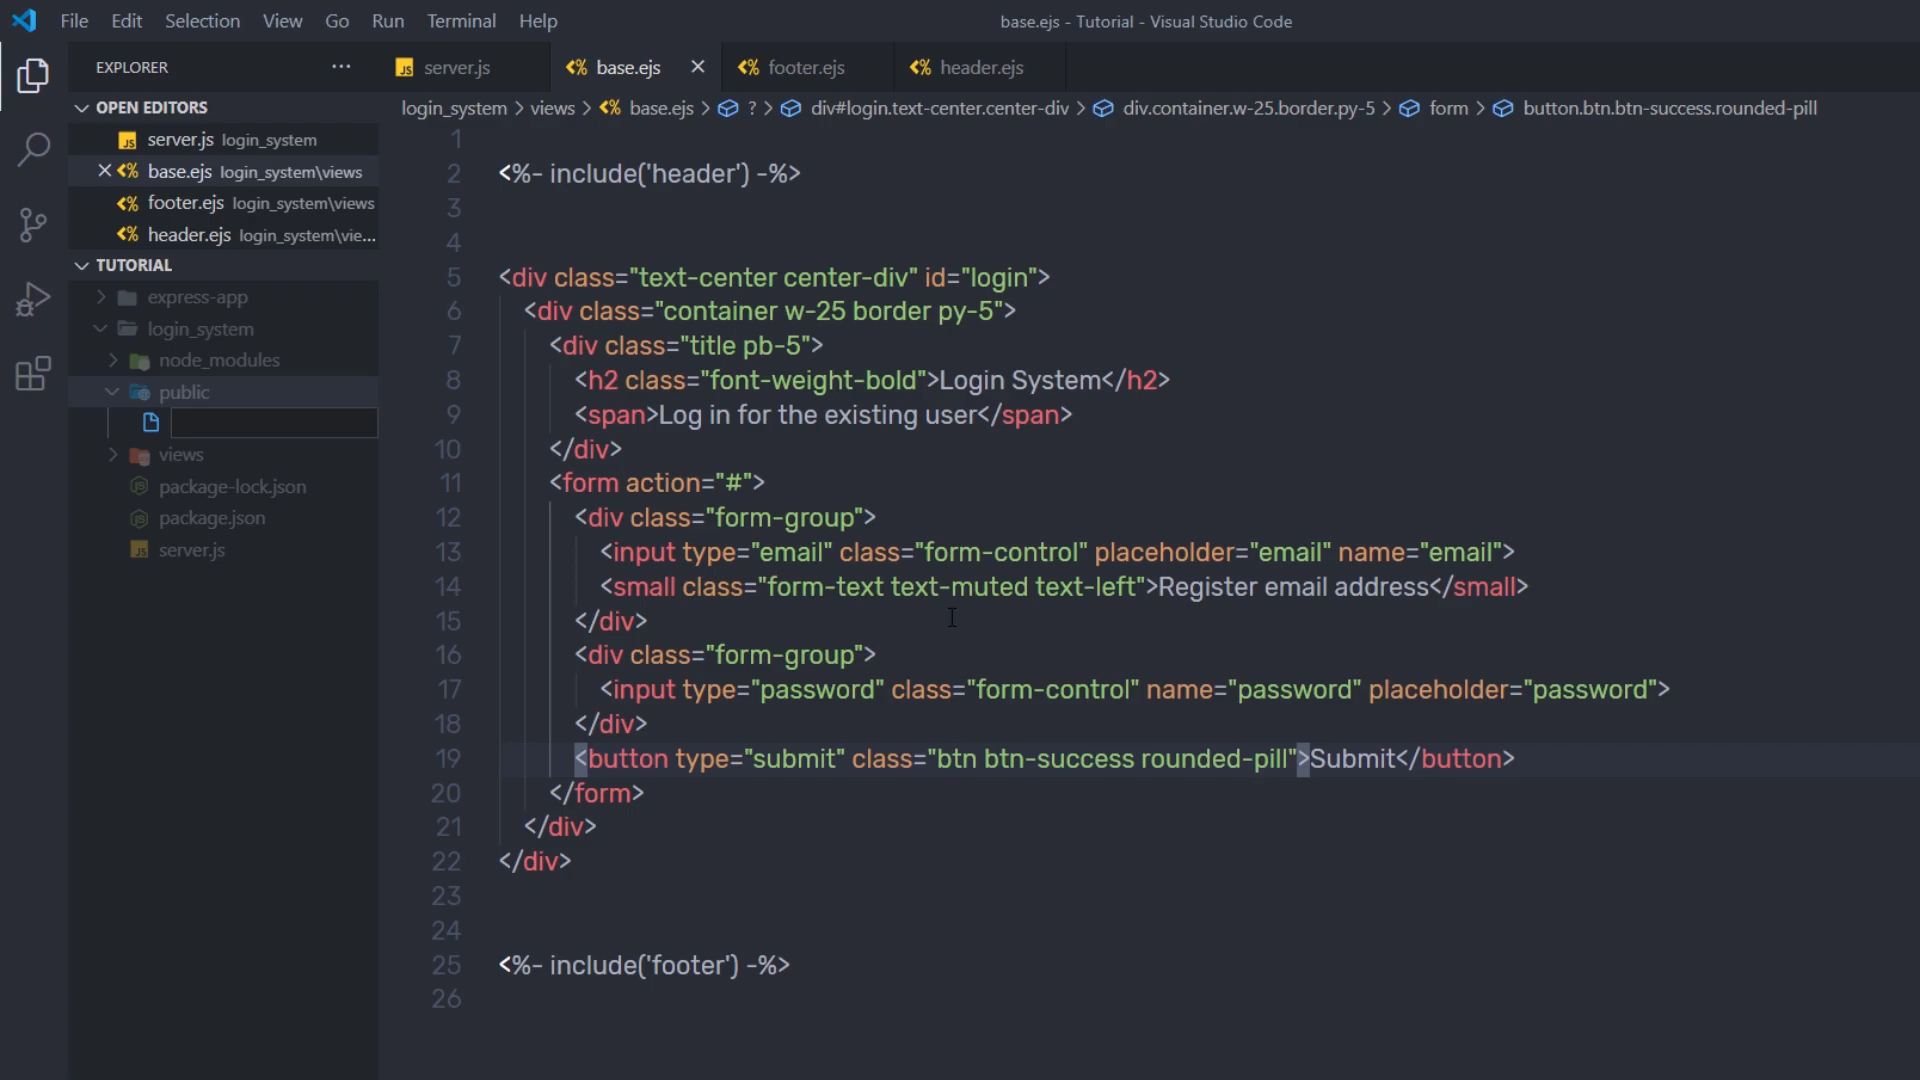 File Edit Selection View Go Run Terminal Help
base.ejs - Tutorial - Visual Studio Code
EXPLORER ···
JS server.js
<% base.ejs
<% footer.ejs
<% header.ejs
login_system > views > <% base.ejs > ? > div#login.text-center.center-div > div.container.w-25.border.py-5 > form > button.btn.btn-success.rounded-pill
OPEN EDITORS
JS server.js login_system
<% base.ejs login_system\views
<% footer.ejs login_system\views
<% header.ejs login_system\vie...
TUTORIAL
express-app
login_system
node_modules
public
views
package-lock.json
package.json
JS server.js
1
2 <%- include('header') -%>
3
4
5 <div class="text-center center-div" id="login">
6 <div class="container w-25 border py-5">
7 <div class="title pb-5">
8 <h2 class="font-weight-bold">Login System</h2>
9 <span>Log in for the existing user</span>
10 </div>
11 <form action="#">
12 <div class="form-group">
13 <input type="email" class="form-control" placeholder="email" name="email">
14 <small class="form-text text-muted text-left">Register email address</small>
15 </div>
16 <div class="form-group">
17 <input type="password" class="form-control" name="password" placeholder="password">
18 </div>
19 <button type="submit" class="btn btn-success rounded-pill">Submit</button>
20 </form>
21 </div>
22 </div>
23
24
25 <%- include('footer') -%>
26